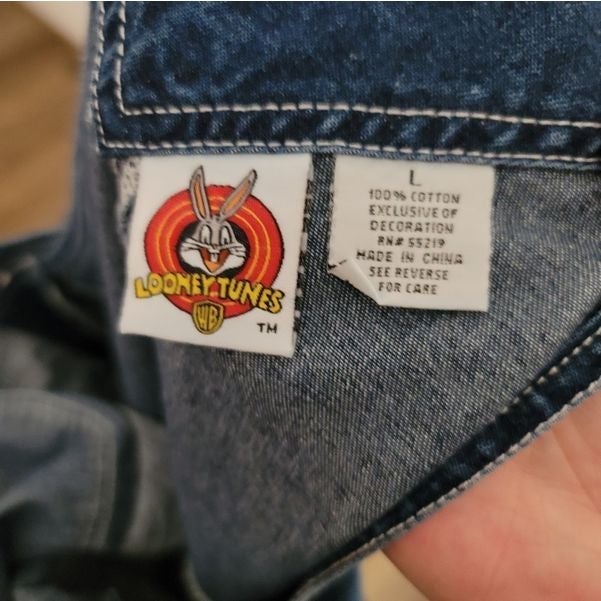 LOONEY TUNES
WB
TM
L
100% COTTON
EXCLUSIVE OF
DECORATION
RN# 55219
MADE IN CHINA
SEE REVERSE
FOR CARE